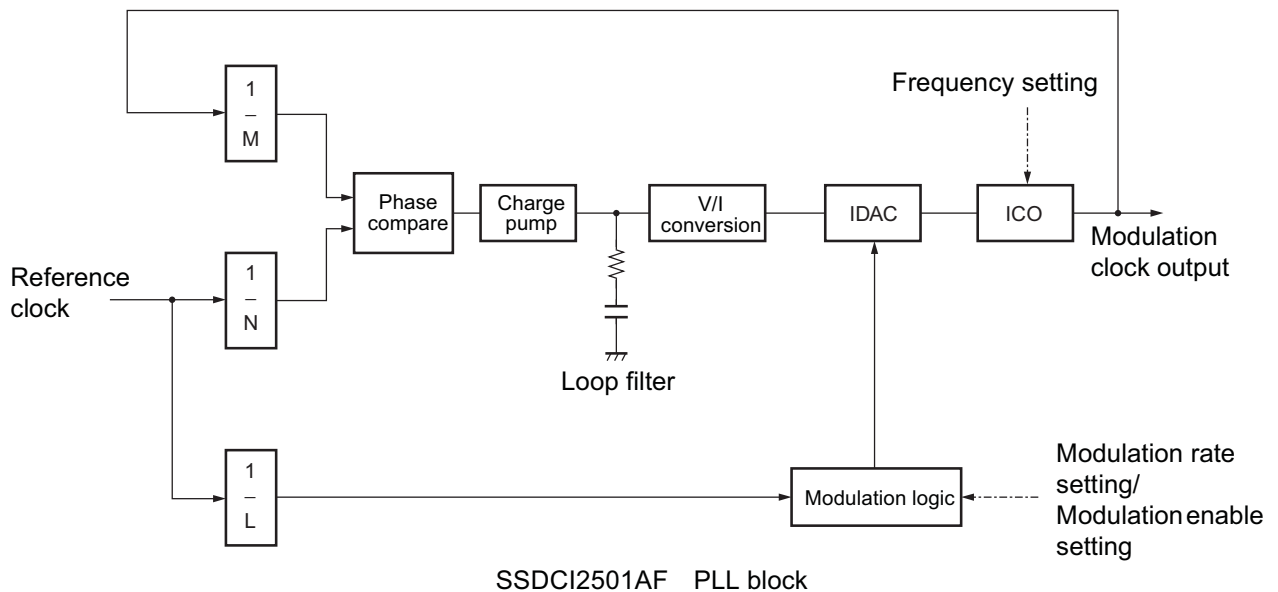 Frequency setting
1
–
M
Phase
compare
Charge
pump
V/I
conversion
IDAC
ICO
Modulation
clock output
Reference
clock
1
–
N
Loop filter
1
–
L
Modulation logic
Modulation rate
setting/
Modulation enable
setting
SSDCI2501AF PLL block